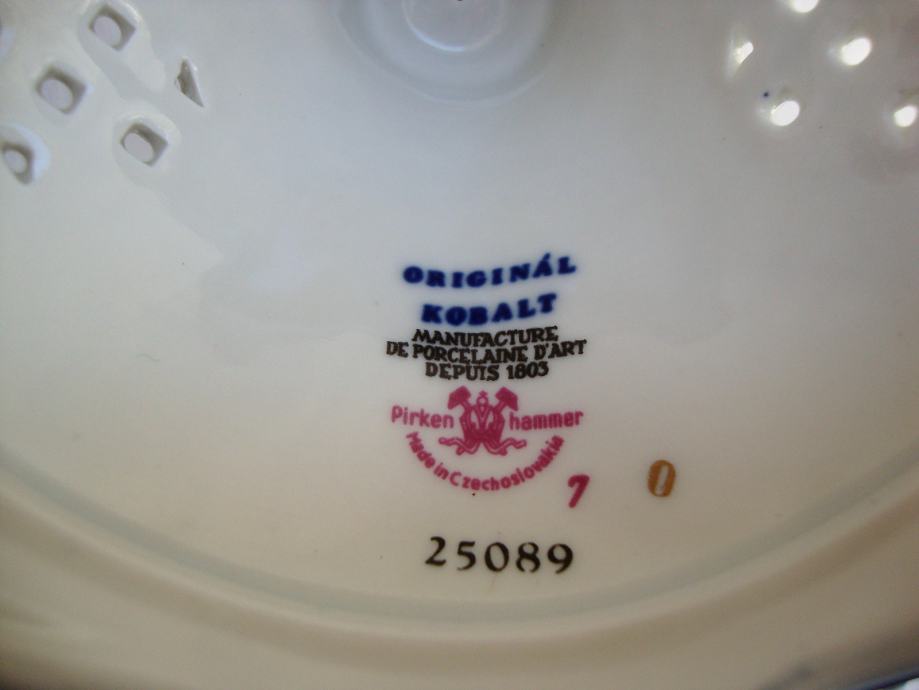 ORIGINÁL
KOBALT
MANUFACTURE
DE PORCELAINE D'ART
DEPUIS 1803
Pirken hammer
Made in Czechoslovakia
7 0
25089